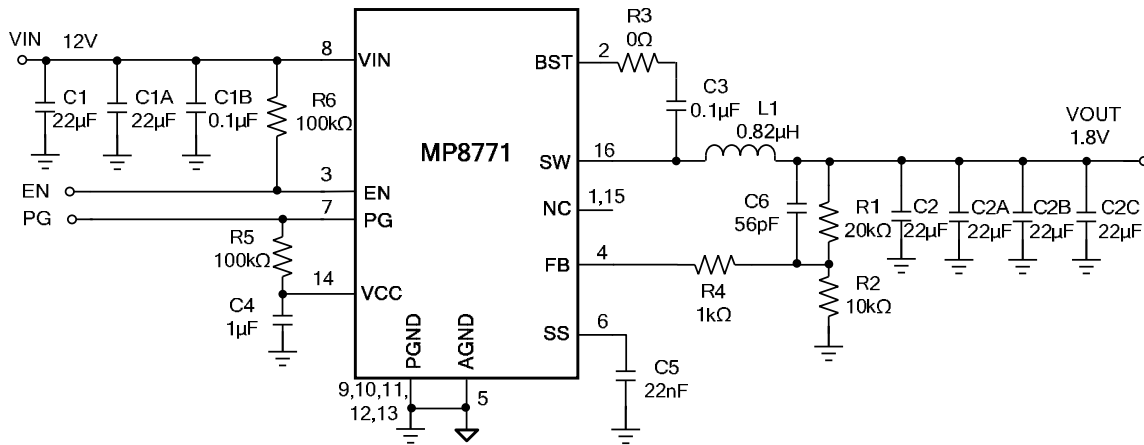 VIN 12V
C1
22µF
C1A
22µF
C1B
0.1µF
R6
100kΩ
EN
PG
R5
100kΩ
C4
1µF
8
3
7
14
VIN
EN
PG
VCC
MP8771
BST
SW
NC
FB
SS
PGND
AGND
9,10,11,
12,13
5
2
16
1,15
4
6
R3
0Ω
C3
0.1µF
L1
0.82µH
C6
56pF
R1
20kΩ
R4
1kΩ
R2
10kΩ
C5
22nF
C2
22µF
C2A
22µF
C2B
22µF
C2C
22µF
VOUT
1.8V